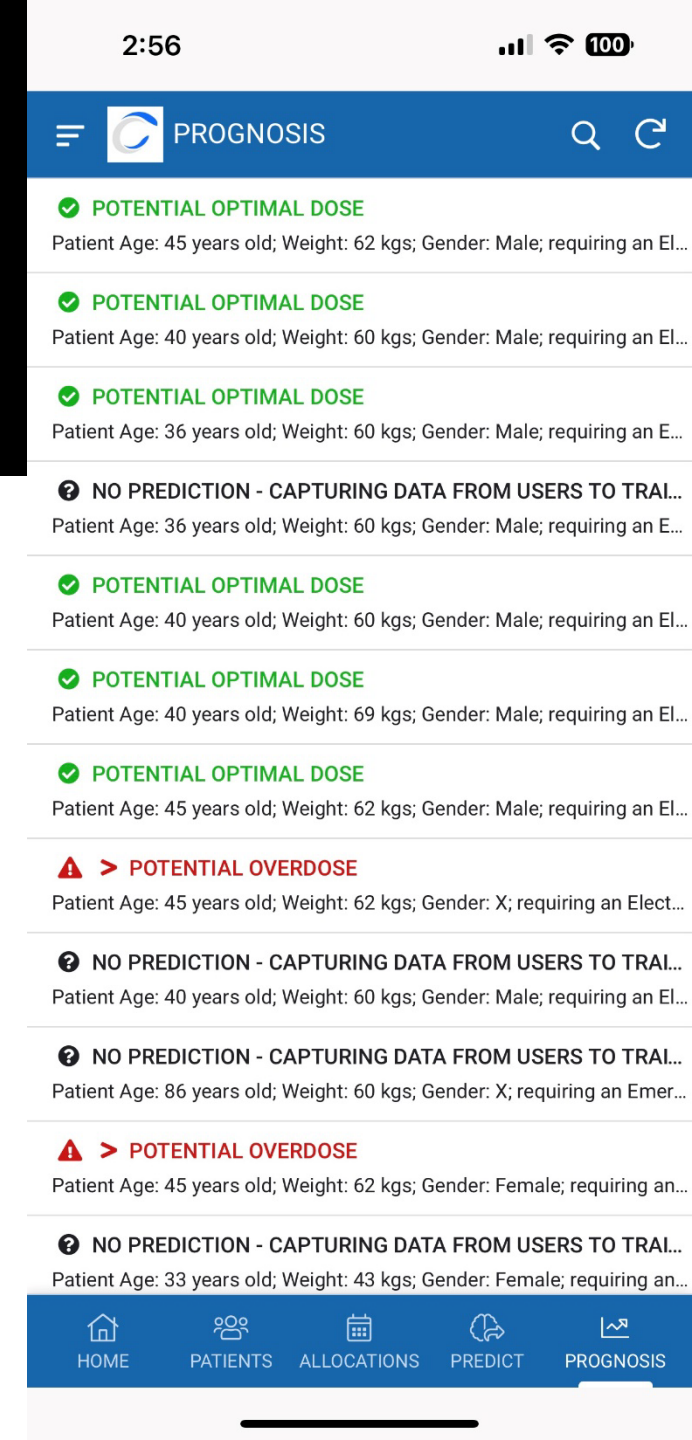 2:56
100
PROGNOSIS
POTENTIAL OPTIMAL DOSE
Patient Age: 45 years old; Weight: 62 kgs; Gender: Male; requiring an El...
POTENTIAL OPTIMAL DOSE
Patient Age: 40 years old; Weight: 60 kgs; Gender: Male; requiring an El...
POTENTIAL OPTIMAL DOSE
Patient Age: 36 years old; Weight: 60 kgs; Gender: Male; requiring an E...
NO PREDICTION - CAPTURING DATA FROM USERS TO TRAI...
Patient Age: 36 years old; Weight: 60 kgs; Gender: Male; requiring an E...
POTENTIAL OPTIMAL DOSE
Patient Age: 40 years old; Weight: 60 kgs; Gender: Male; requiring an El...
POTENTIAL OPTIMAL DOSE
Patient Age: 40 years old; Weight: 69 kgs; Gender: Male; requiring an El...
POTENTIAL OPTIMAL DOSE
Patient Age: 45 years old; Weight: 62 kgs; Gender: Male; requiring an El...
> POTENTIAL OVERDOSE
Patient Age: 45 years old; Weight: 62 kgs; Gender: X; requiring an Elect...
NO PREDICTION - CAPTURING DATA FROM USERS TO TRAI...
Patient Age: 40 years old; Weight: 60 kgs; Gender: Male; requiring an El...
NO PREDICTION - CAPTURING DATA FROM USERS TO TRAI...
Patient Age: 86 years old; Weight: 60 kgs; Gender: X; requiring an Emer...
> POTENTIAL OVERDOSE
Patient Age: 45 years old; Weight: 62 kgs; Gender: Female; requiring an...
NO PREDICTION - CAPTURING DATA FROM USERS TO TRAI...
Patient Age: 33 years old; Weight: 43 kgs; Gender: Female; requiring an...
HOME PATIENTS ALLOCATIONS PREDICT PROGNOSIS